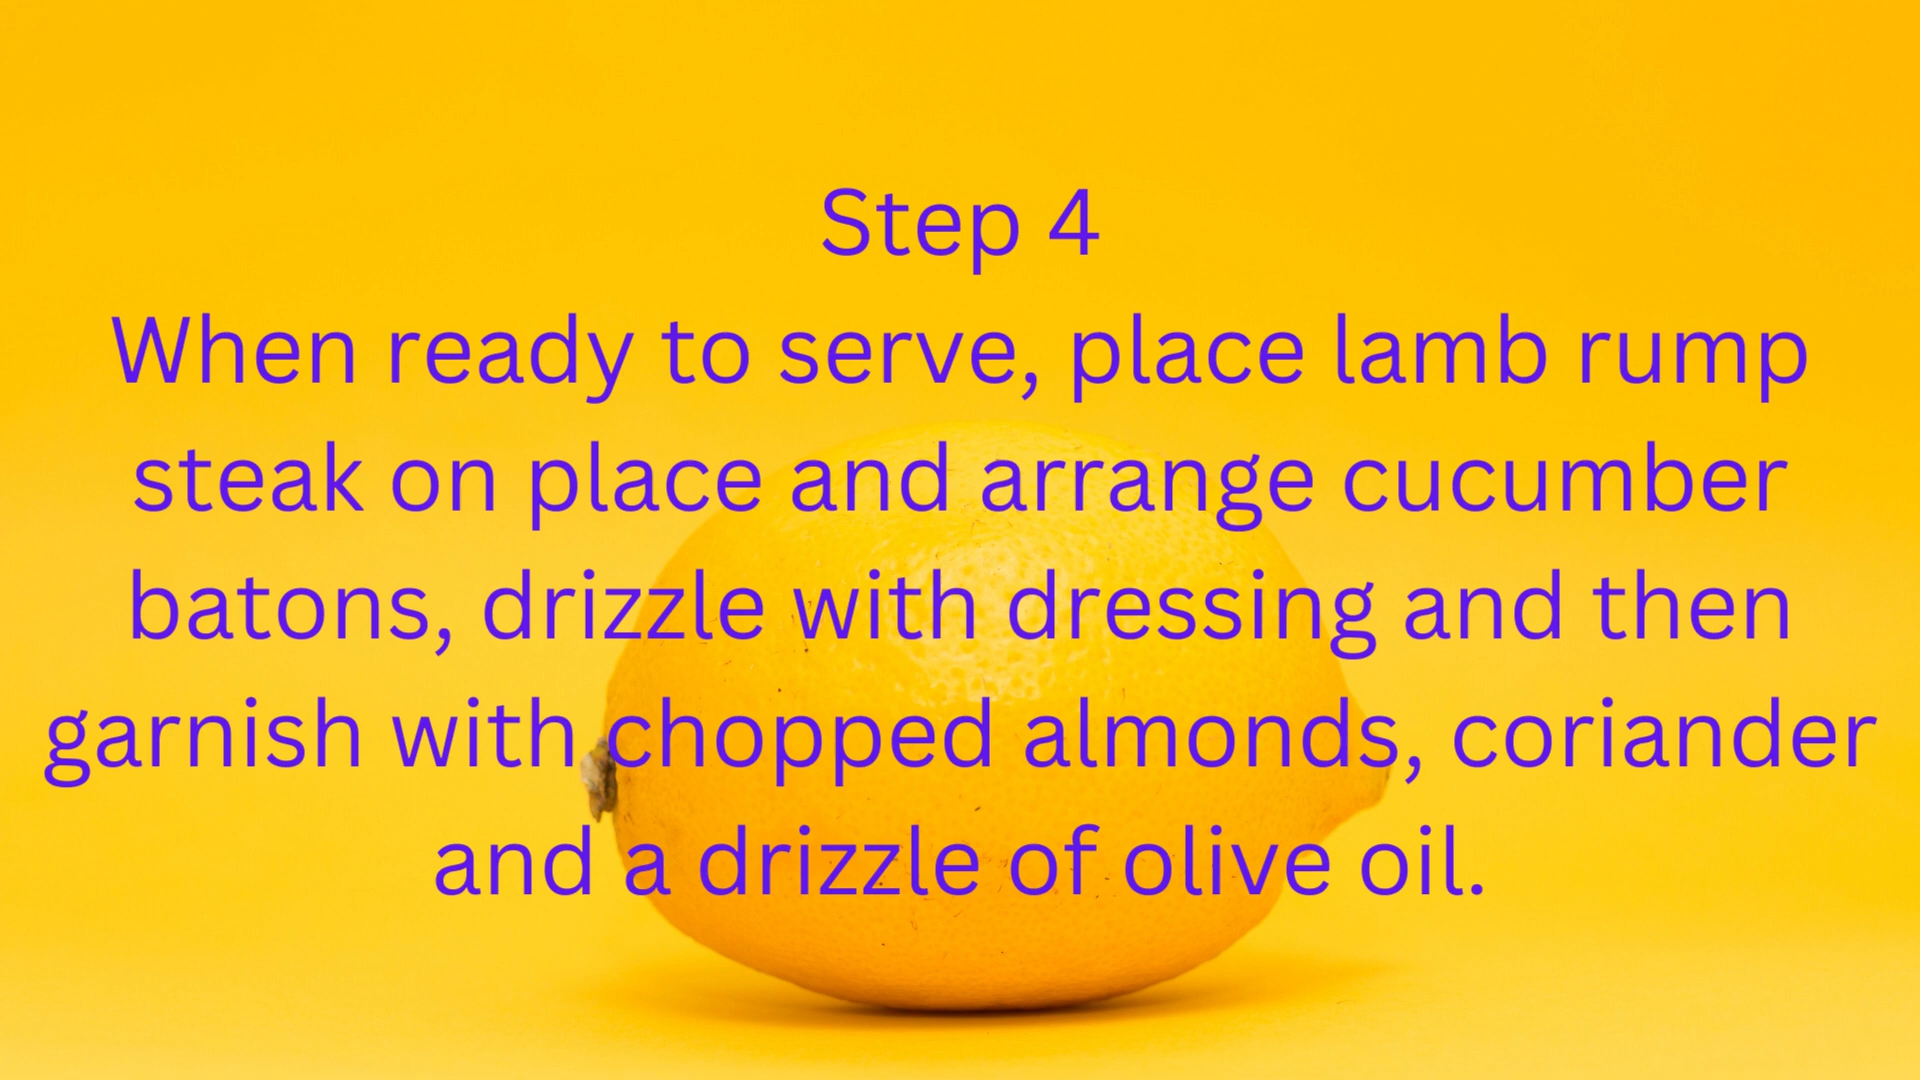 Step 4
When ready to serve, place lamb rump
steak on place and arrange cucumber
batons, drizzle with dressing and then
garnish with chopped almonds, coriander
and a drizzle of olive oil.